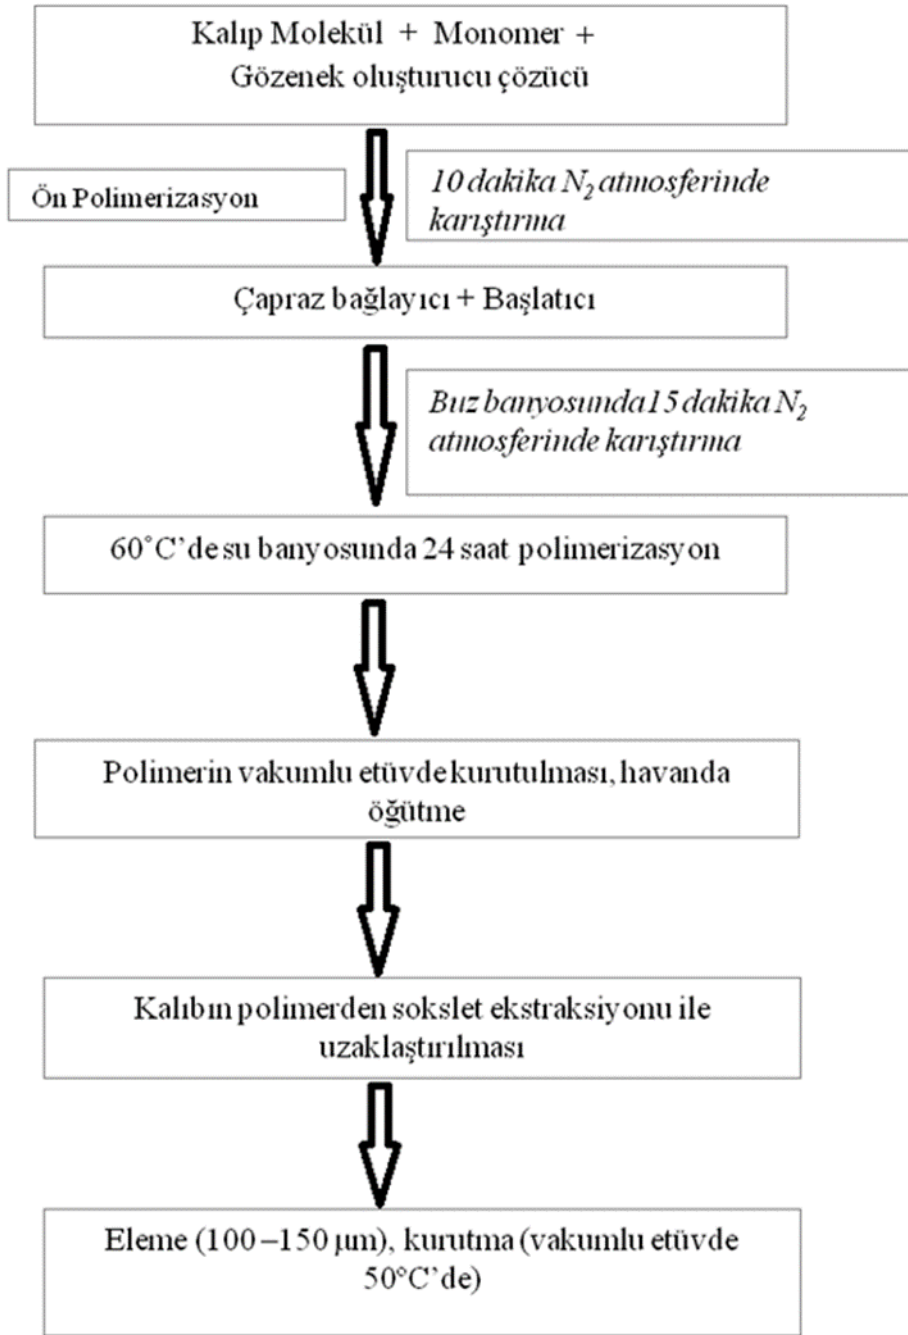 Kalıp Molekül + Monomer +
Gözenek oluşturucu çözücü
Ön Polimerizasyon
10 dakika N₂ atmosferinde
karıştırma
Çapraz bağlayıcı + Başlatıcı
Buz banyosunda 15 dakika N₂
atmosferinde karıştırma
60˚C’de su banyosunda 24 saat polimerizasyon
Polimerin vakumlu etüvde kurutulması, havanda
öğütme
Kalıbın polimerden sokslet ekstraksiyonu ile
uzaklaştırılması
Eleme (100–150 µm), kurutma (vakumlu etüvde
50°C’de)